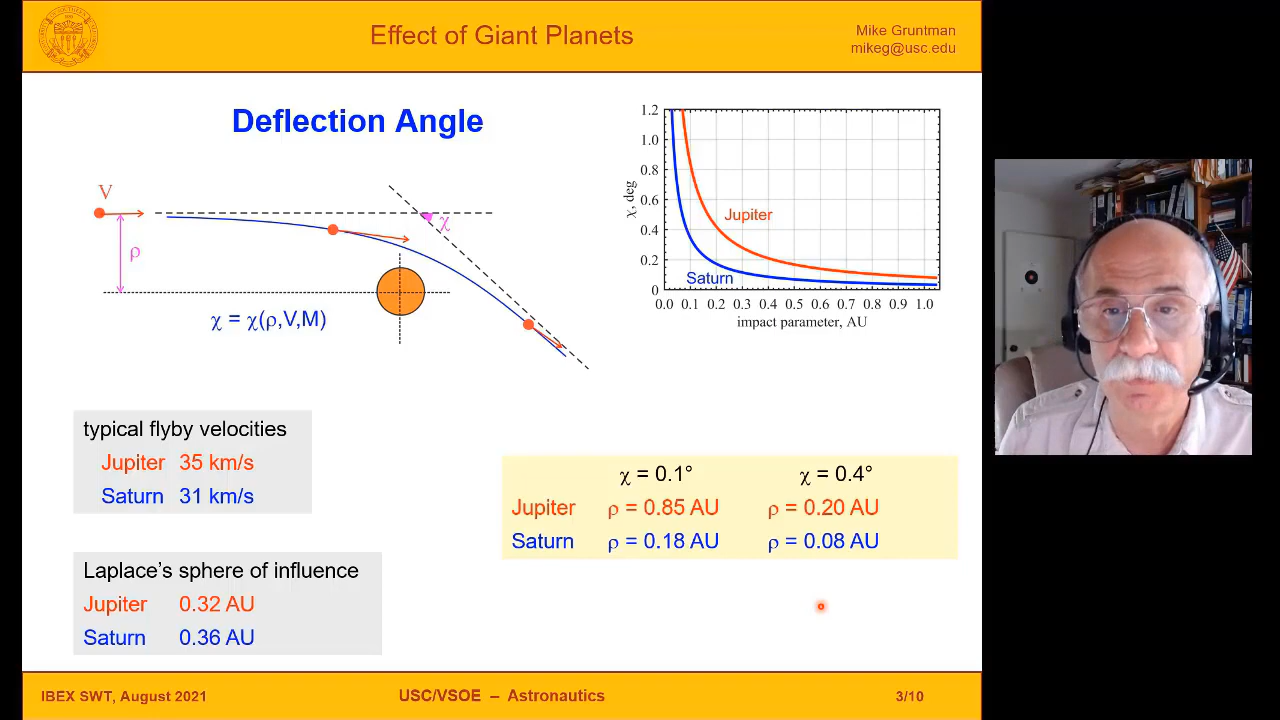 Effect of Giant Planets
Mike Gruntman
mikeg@usc.edu
Deflection Angle
V
ρ
χ
χ = χ(ρ,V,M)
1.2
1.0
0.8
0.6
0.4
0.2
0
χ, deg
Jupiter
Saturn
0.0 0.1 0.2 0.3 0.4 0.5 0.6 0.7 0.8 0.9 1.0
impact parameter, AU
typical flyby velocities
Jupiter 35 km/s
Saturn 31 km/s
χ = 0.1° χ = 0.4°
Jupiter ρ = 0.85 AU ρ = 0.20 AU
Saturn ρ = 0.18 AU ρ = 0.08 AU
Laplace's sphere of influence
Jupiter 0.32 AU
Saturn 0.36 AU
IBEX SWT, August 2021
USC/VSOE – Astronautics
3/10